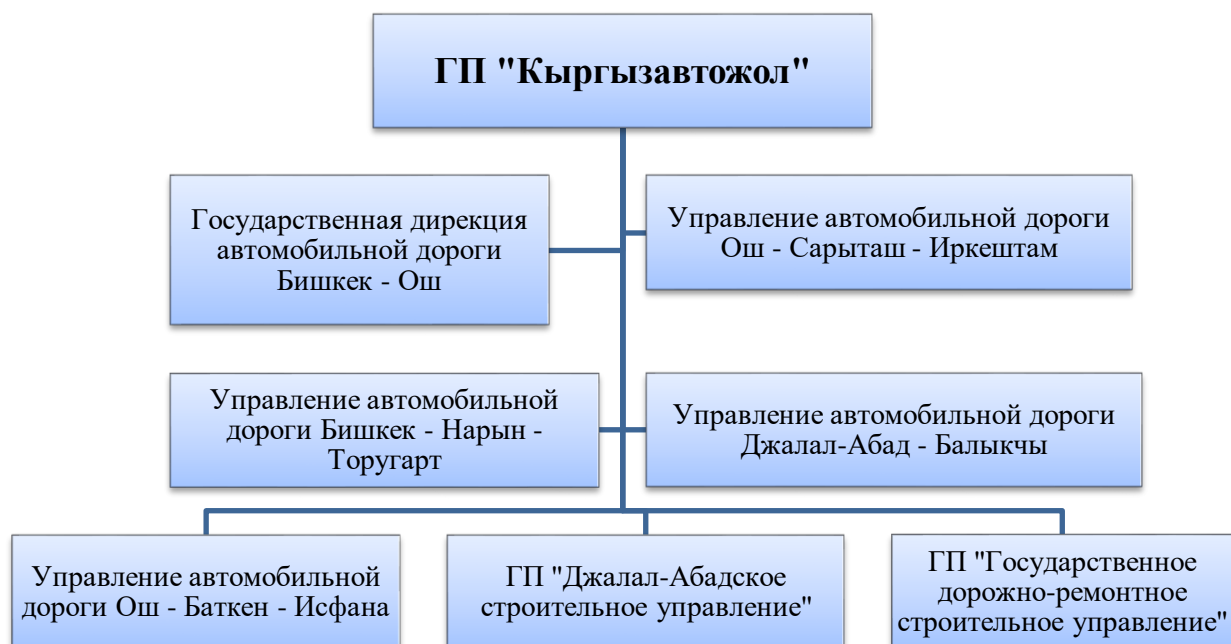 ГП "Кыргызавтожол"
Государственная дирекция
автомобильной дороги
Бишкек - Ош
Управление автомобильной дороги
Ош - Сарыташ - Иркештам
Управление автомобильной
дороги Бишкек - Нарын -
Торугарт
Управление автомобильной дороги
Джалал-Абад - Балыкчы
Управление автомобильной
дороги Ош - Баткен - Исфана
ГП "Джалал-Абадское
строительное управление"
ГП "Государственное
дорожно-ремонтное
строительное управление"